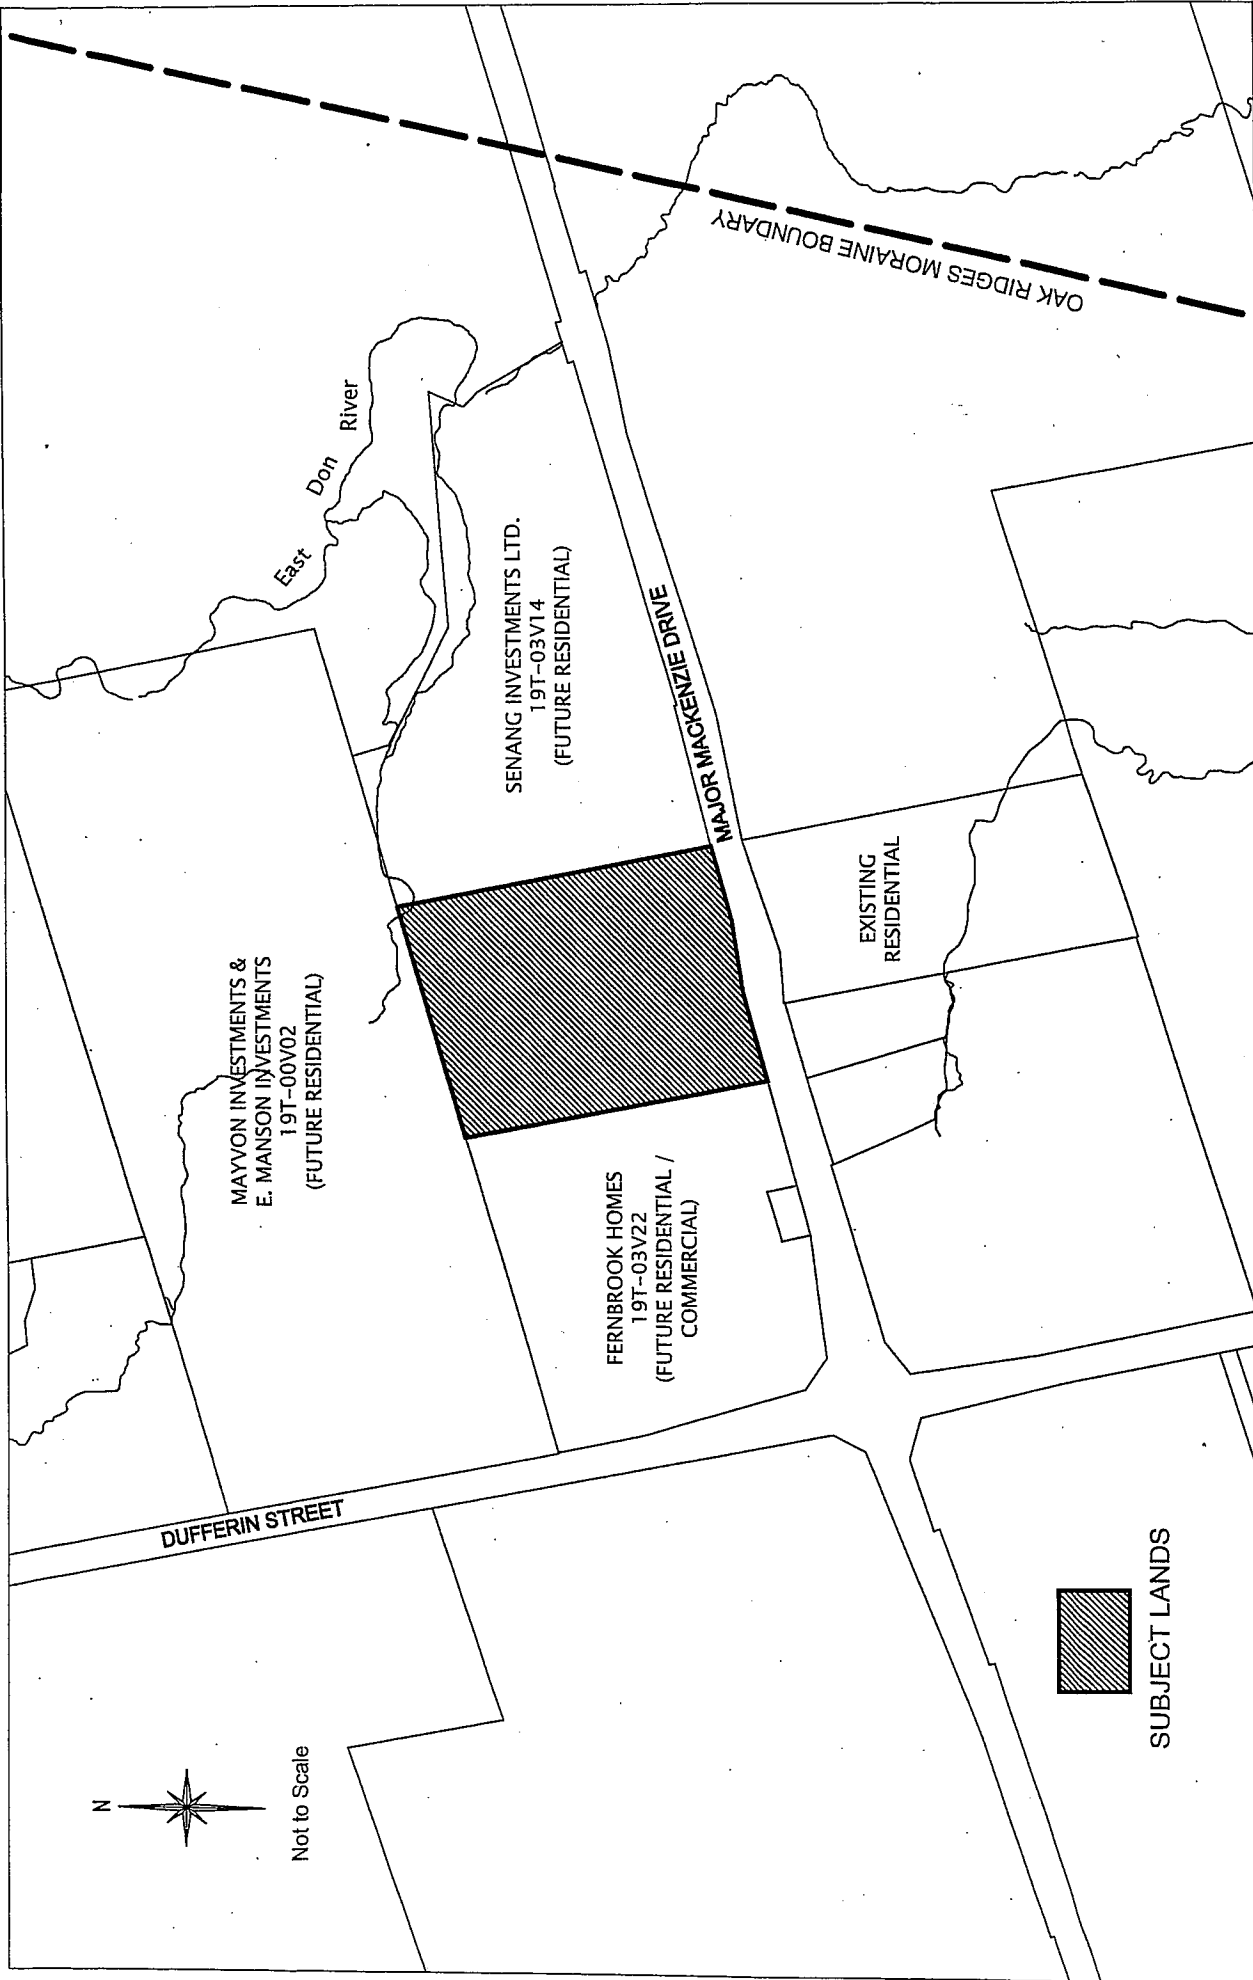 N
Not to Scale
DUFFERIN STREET
MAYVON INVESTMENTS &
E. MANSON INVESTMENTS
19T-00V02
(FUTURE RESIDENTIAL)
East Don River
FERNBROOK HOMES
19T-03V22
(FUTURE RESIDENTIAL /
COMMERCIAL)
SENANG INVESTMENTS LTD.
19T-03V14
(FUTURE RESIDENTIAL)
MAJOR MACKENZIE DRIVE
EXISTING
RESIDENTIAL
OAK RIDGES MORAINE BOUNDARY
SUBJECT LANDS